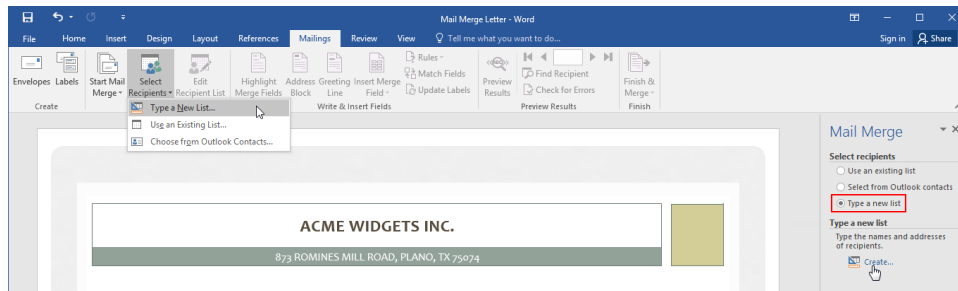 Mail Merge Letter - Word
File Home Insert Design Layout References Mailings Review View Tell me what you want to do... Sign in Share
Envelopes Labels
Create
Start Mail Merge
Select Recipients
Edit Recipient List
Highlight Merge Fields
Address Block
Greeting Line
Insert Merge Field
Rules
Match Fields
Update Labels
Write & Insert Fields
Preview Results
Find Recipient
Check for Errors
Preview Results
Finish & Merge
Finish
Type a New List...
Use an Existing List...
Choose from Outlook Contacts...
ACME WIDGETS INC.
873 ROMINES MILL ROAD, PLANO, TX 75074
Mail Merge
Select recipients
Use an existing list
Select from Outlook contacts
Type a new list
Type a new list
Type the names and addresses
of recipients.
Create...